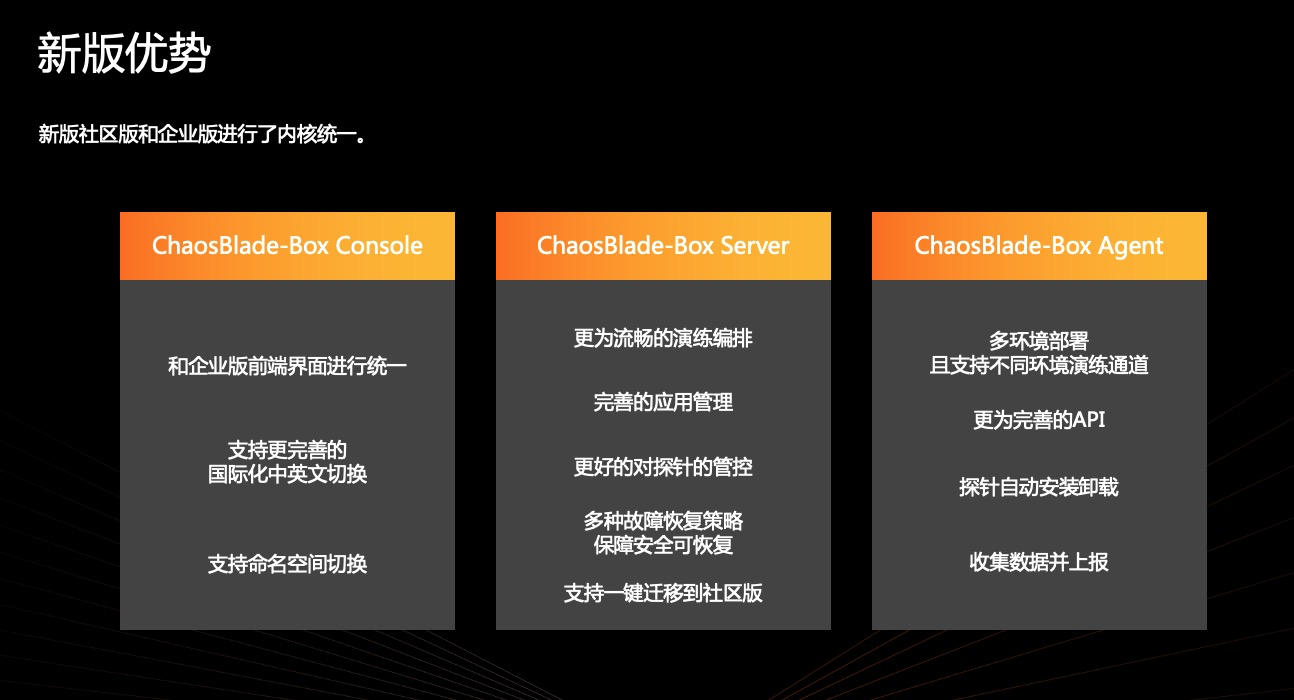 新版优势
新版社区版和企业版进行了内核统一。
ChaosBlade-Box Console
和企业版前端界面进行统一
支持更完善的
国际化中英文切换
支持命名空间切换
ChaosBlade-Box Server
更为流畅的演练编排
完善的应用管理
更好的对探针的管控
多种故障恢复策略
保障安全可恢复
支持一键迁移到社区版
ChaosBlade-Box Agent
多环境部署
且支持不同环境演练通道
更为完善的API
探针自动安装卸载
收集数据并上报